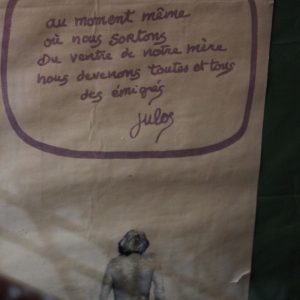 au moment même
où nous sortons
Du ventre de notre mère
nous devenons toutes et tous
des émigrés
Julos